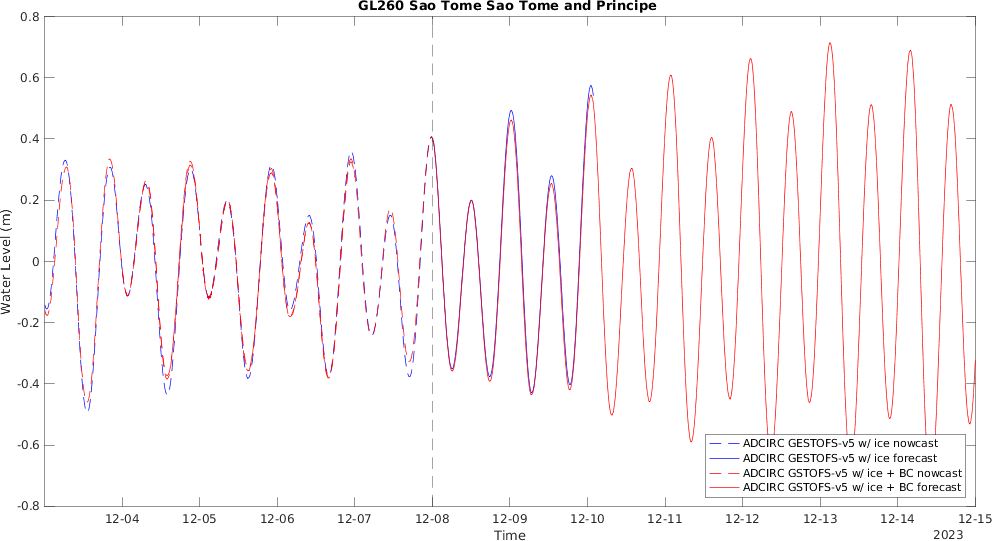 GL260 Sao Tome Sao Tome and Principe
0.8
0.6
0.4
0.2
0
-0.2
-0.4
-0.6
-0.8
Water Level (m)
ADCIRC GESTOFS-v5 w/ ice nowcast
ADCIRC GESTOFS-v5 w/ ice forecast
ADCIRC GSTOFS-v5 w/ ice + BC nowcast
ADCIRC GSTOFS-v5 w/ ice + BC forecast
12-04 12-05 12-06 12-07 12-08 12-09 12-10 12-11 12-12 12-13 12-14 12-15
Time
2023